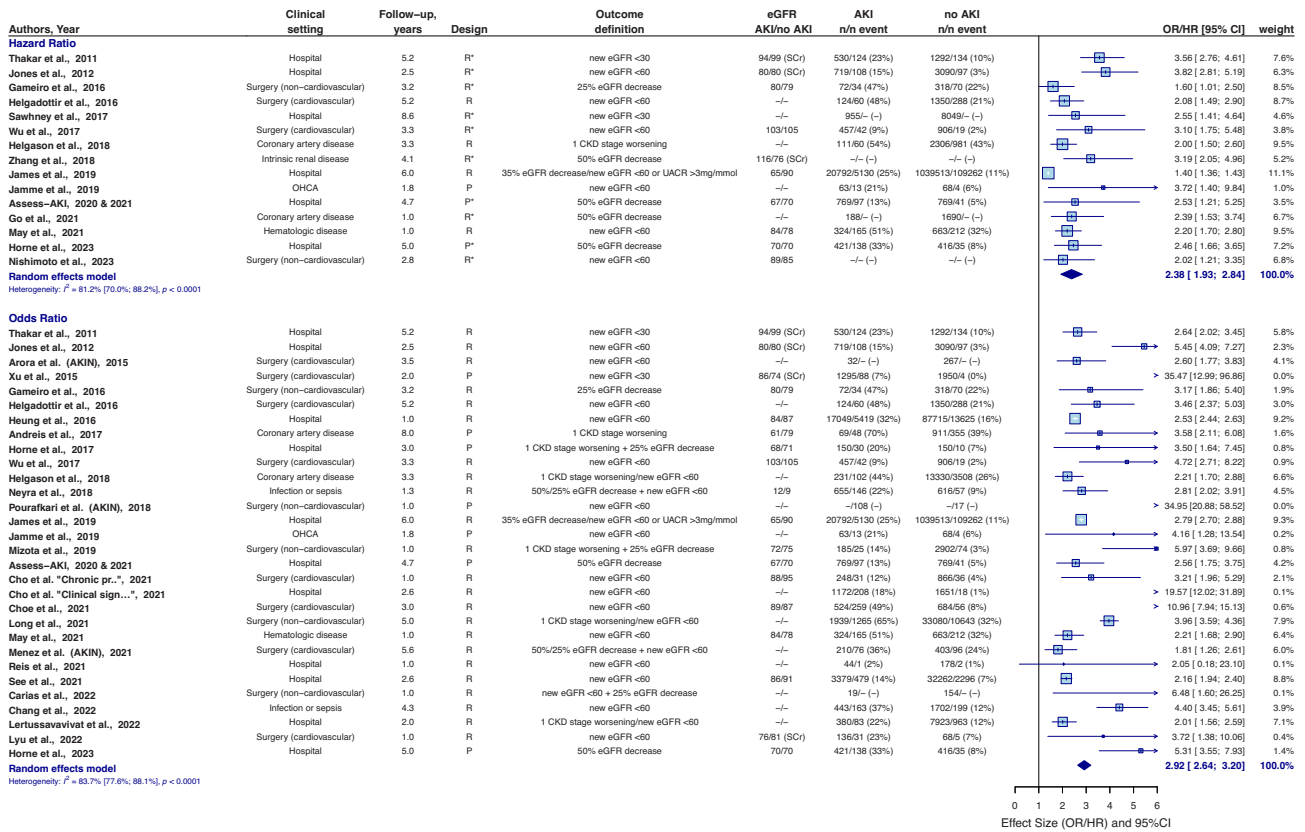 Clinical Follow−up, Outcome eGFR AKI no AKI
Authors, Year setting years Design definition AKI/no AKI n/n event n/n event OR/HR [95% CI] weight
Hazard Ratio
Thakar et al., 2011 Hospital 5.2 R* new eGFR <30 94/99 (SCr) 530/124 (23%) 1292/134 (10%) 3.56 [ 2.76; 4.61] 7.6%
Jones et al., 2012 Hospital 2.5 R* new eGFR <60 80/80 (SCr) 719/108 (15%) 3090/97 (3%) 3.82 [ 2.81; 5.19] 6.3%
Gameiro et al., 2016 Surgery (non−cardiovascular) 3.2 R* 25% eGFR decrease 80/79 72/34 (47%) 318/70 (22%) 1.60 [ 1.01; 2.50] 8.5%
Helgadottir et al., 2016 Surgery (cardiovascular) 5.2 R new eGFR <60 −/− 124/60 (48%) 1350/288 (21%) 2.08 [ 1.49; 2.90] 8.2%
Sawhney et al., 2017 Hospital 8.6 R* new eGFR <30 −/− 955/− (−) 8049/− (−) 2.55 [ 1.41; 4.64] 4.6%
Wu et al., 2017 Surgery (cardiovascular) 3.3 R* new eGFR <60 103/105 457/42 (9%) 906/19 (2%) 3.10 [ 1.75; 5.48] 3.8%
Helgason et al., 2018 Coronary artery disease 3.3 R 1 CKD stage worsening −/− 111/60 (54%) 2306/981 (43%) 2.00 [ 1.50; 2.60] 9.2%
Zhang et al., 2018 Intrinsic renal disease 4.1 R* 50% eGFR decrease 116/76 (SCr) −/− (−) −/− (−) 3.19 [ 2.05; 4.96] 5.2%
James et al., 2019 Hospital 6.0 R 35% eGFR decrease/new eGFR <60 or UACR >3mg/mmol 65/90 20792/5130 (25%) 1039513/109262 (11%) 1.40 [ 1.36; 1.43] 11.1%
Jamme et al., 2019 OHCA 1.8 P new eGFR <60 −/− 63/13 (21%) 68/4 (6%) 3.72 [ 1.40; 9.84] 1.0%
Assess−AKI, 2020 & 2021 Hospital 4.7 P* 50% eGFR decrease 67/70 769/97 (13%) 769/41 (5%) 2.53 [ 1.21; 5.25] 3.5%
Go et al., 2021 Coronary artery disease 1.0 R* 50% eGFR decrease −/− 188/− (−) 1690/− (−) 2.39 [ 1.53; 3.74] 6.7%
May et al., 2021 Hematologic disease 1.0 R new eGFR <60 84/78 324/165 (51%) 663/212 (32%) 2.20 [ 1.70; 2.80] 9.5%
Horne et al., 2023 Hospital 5.0 P* 50% eGFR decrease 70/70 421/138 (33%) 416/35 (8%) 2.46 [ 1.66; 3.65] 7.2%
Nishimoto et al., 2023 Surgery (non−cardiovascular) 2.8 R* new eGFR <60 89/85 −/− (−) −/− (−) 2.02 [ 1.21; 3.35] 6.8%
Random effects model 2.38 [ 1.93; 2.84] 100.0%
Heterogeneity: I² = 81.2% [70.0%; 88.2%], p < 0.0001
Odds Ratio
Thakar et al., 2011 Hospital 5.2 R new eGFR <30 94/99 (SCr) 530/124 (23%) 1292/134 (10%) 2.64 [ 2.02; 3.45] 5.8%
Jones et al., 2012 Hospital 2.5 R new eGFR <60 80/80 (SCr) 719/108 (15%) 3090/97 (3%) 5.45 [ 4.09; 7.27] 2.3%
Arora et al. (AKIN), 2015 Surgery (cardiovascular) 3.5 R new eGFR <60 −/− 32/− (−) 267/− (−) 2.60 [ 1.77; 3.83] 4.1%
Xu et al., 2015 Surgery (cardiovascular) 2.0 P new eGFR <30 86/74 (SCr) 1295/88 (7%) 1950/4 (0%) 35.47 [12.99; 96.86] 0.0%
Gameiro et al., 2016 Surgery (non−cardiovascular) 3.2 R 25% eGFR decrease 80/79 72/34 (47%) 318/70 (22%) 3.17 [ 1.86; 5.40] 1.9%
Helgadottir et al., 2016 Surgery (cardiovascular) 5.2 R new eGFR <60 −/− 124/60 (48%) 1350/288 (21%) 3.46 [ 2.37; 5.03] 2.9%
Heung et al., 2016 Hospital 1.0 R new eGFR <60 84/87 17049/5419 (32%) 87715/13625 (16%) 2.53 [ 2.44; 2.63] 9.2%
Andreis et al., 2017 Coronary artery disease 8.0 P 1 CKD stage worsening 61/79 69/48 (70%) 911/355 (39%) 3.58 [ 2.11; 6.08] 1.6%
Horne et al., 2017 Hospital 3.0 P 1 CKD stage worsening + 25% eGFR decrease 68/71 150/30 (20%) 150/10 (7%) 3.50 [ 1.64; 7.45] 0.8%
Wu et al., 2017 Surgery (cardiovascular) 3.3 R new eGFR <60 103/105 457/42 (9%) 906/19 (2%) 4.72 [ 2.71; 8.22] 0.9%
Helgason et al., 2018 Coronary artery disease 3.3 R 1 CKD stage worsening/new eGFR <60 −/− 231/102 (44%) 13330/3508 (26%) 2.21 [ 1.70; 2.88] 6.6%
Neyra et al., 2018 Infection or sepsis 1.3 R 50%/25% eGFR decrease + new eGFR <60 12/9 655/146 (22%) 616/57 (9%) 2.81 [ 2.02; 3.91] 4.4%
Pourafkari et al. (AKIN), 2018 Surgery (non−cardiovascular) 1.0 P new eGFR <60 −/− −/108 (−) −/17 (−) 34.95 [20.88; 58.52] 0.0%
James et al., 2019 Hospital 6.0 R 35% eGFR decrease/new eGFR <60 or UACR >3mg/mmol 65/90 20792/5130 (25%) 1039513/109262 (11%) 2.79 [ 2.70; 2.88] 9.3%
Jamme et al., 2019 OHCA 1.8 P new eGFR <60 −/− 63/13 (21%) 68/4 (6%) 4.16 [ 1.28; 13.54] 0.2%
Mizota et al., 2019 Surgery (non−cardiovascular) 1.0 R 1 CKD stage worsening + 25% eGFR decrease 72/75 185/25 (14%) 2902/74 (3%) 5.97 [ 3.69; 9.66] 0.8%
Assess−AKI, 2020 & 2021 Hospital 4.7 P 50% eGFR decrease 67/70 769/97 (13%) 769/41 (5%) 2.56 [ 1.75; 3.75] 4.2%
Cho et al. "Chronic pr..", 2021 Surgery (cardiovascular) 1.0 R new eGFR <60 88/95 248/31 (12%) 866/36 (4%) 3.21 [ 1.96; 5.29] 2.1%
Cho et al. "Clinical sign...", 2021 Hospital 2.6 R new eGFR <60 −/− 1172/208 (18%) 1651/18 (1%) 19.57 [12.02; 31.89] 0.1%
Choe et al., 2021 Surgery (cardiovascular) 3.0 R new eGFR <60 89/87 524/259 (49%) 684/56 (8%) 10.96 [ 7.94; 15.13] 0.6%
Long et al., 2021 Surgery (cardiovascular) 5.0 R 1 CKD stage worsening/new eGFR <60 −/− 1939/1265 (65%) 33080/10643 (32%) 3.96 [ 3.59; 4.36] 7.9%
May et al., 2021 Hematologic disease 1.0 R new eGFR <60 84/78 324/165 (51%) 663/212 (32%) 2.21 [ 1.68; 2.90] 6.4%
Menez et al. (AKIN), 2021 Surgery (cardiovascular) 5.6 R 50%/25% eGFR decrease + new eGFR <60 −/− 210/76 (36%) 403/96 (24%) 1.81 [ 1.26; 2.61] 6.0%
Reis et al., 2021 Hospital 1.0 R new eGFR <60 −/− 44/1 (2%) 178/2 (1%) 2.05 [ 0.18; 23.10] 0.1%
See et al., 2021 Hospital 2.6 R new eGFR <60 86/91 3379/479 (14%) 32262/2296 (7%) 2.16 [ 1.94; 2.40] 8.8%
Carias et al., 2022 Surgery (non−cardiovascular) 1.0 R new eGFR <60 + 25% eGFR decrease −/− 19/− (−) 154/− (−) 6.48 [ 1.60; 26.25] 0.1%
Chang et al., 2022 Infection or sepsis 4.3 R new eGFR <60 −/− 443/163 (37%) 1702/199 (12%) 4.40 [ 3.45; 5.61] 3.9%
Lertussavavivat et al., 2022 Hospital 2.0 R 1 CKD stage worsening/new eGFR <60 −/− 380/83 (22%) 7923/963 (12%) 2.01 [ 1.56; 2.59] 7.1%
Lyu et al., 2022 Surgery (cardiovascular) 1.0 R new eGFR <60 76/81 (SCr) 136/31 (23%) 68/5 (7%) 3.72 [ 1.38; 10.06] 0.4%
Horne et al., 2023 Hospital 5.0 P 50% eGFR decrease 70/70 421/138 (33%) 416/35 (8%) 5.31 [ 3.55; 7.93] 1.4%
Random effects model 2.92 [ 2.64; 3.20] 100.0%
Heterogeneity: I² = 83.7% [77.6%; 88.1%], p < 0.0001
0 1 2 3 4 5 6
Effect Size (OR/HR) and 95%CI